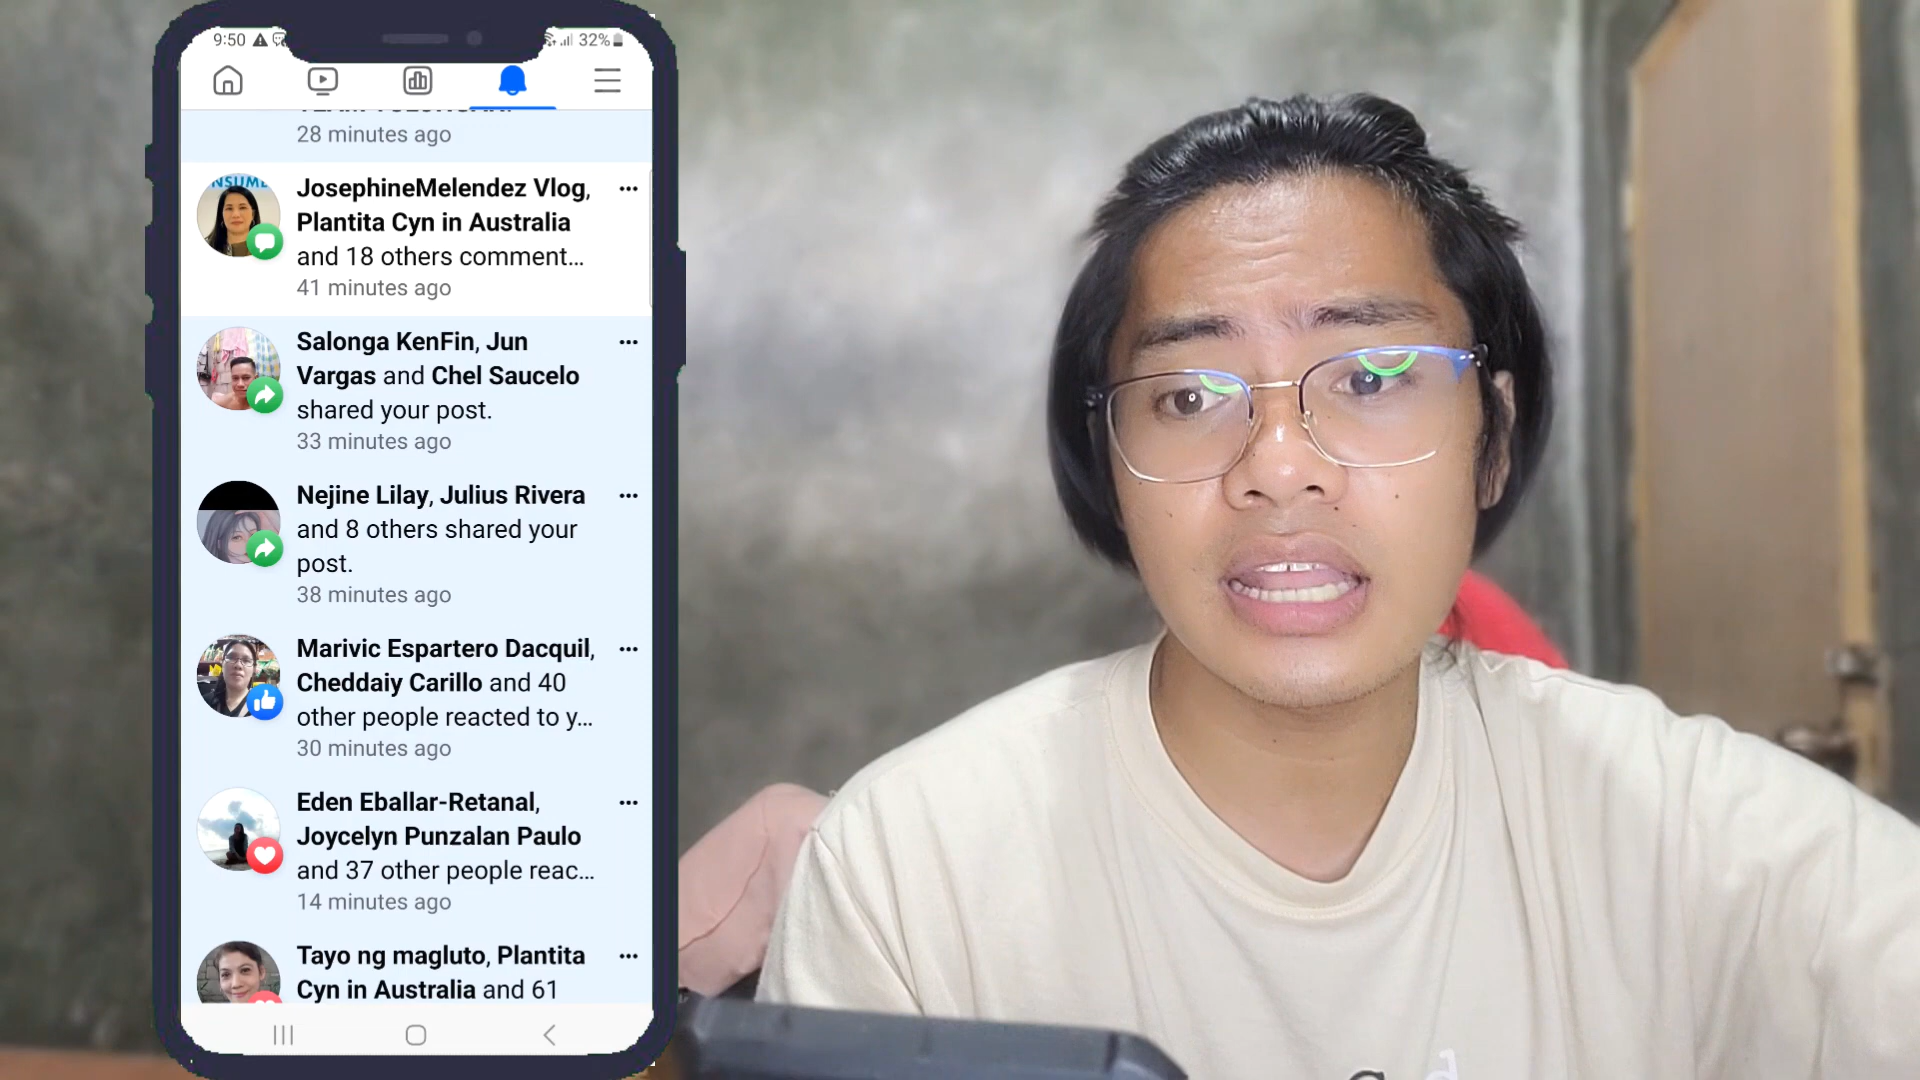 9:50
32%
28 minutes ago
NSUME
JosephineMelendez Vlog,
Plantita Cyn in Australia
and 18 others comment...
41 minutes ago
Salonga KenFin, Jun
Vargas and Chel Saucelo
shared your post.
33 minutes ago
Nejine Lilay, Julius Rivera
and 8 others shared your
post.
38 minutes ago
Marivic Espartero Dacquil,
Cheddaiy Carillo and 40
other people reacted to y...
30 minutes ago
Eden Eballar-Retanal,
Joycelyn Punzalan Paulo
and 37 other people reac...
14 minutes ago
Tayo ng magluto, Plantita
Cyn in Australia and 61